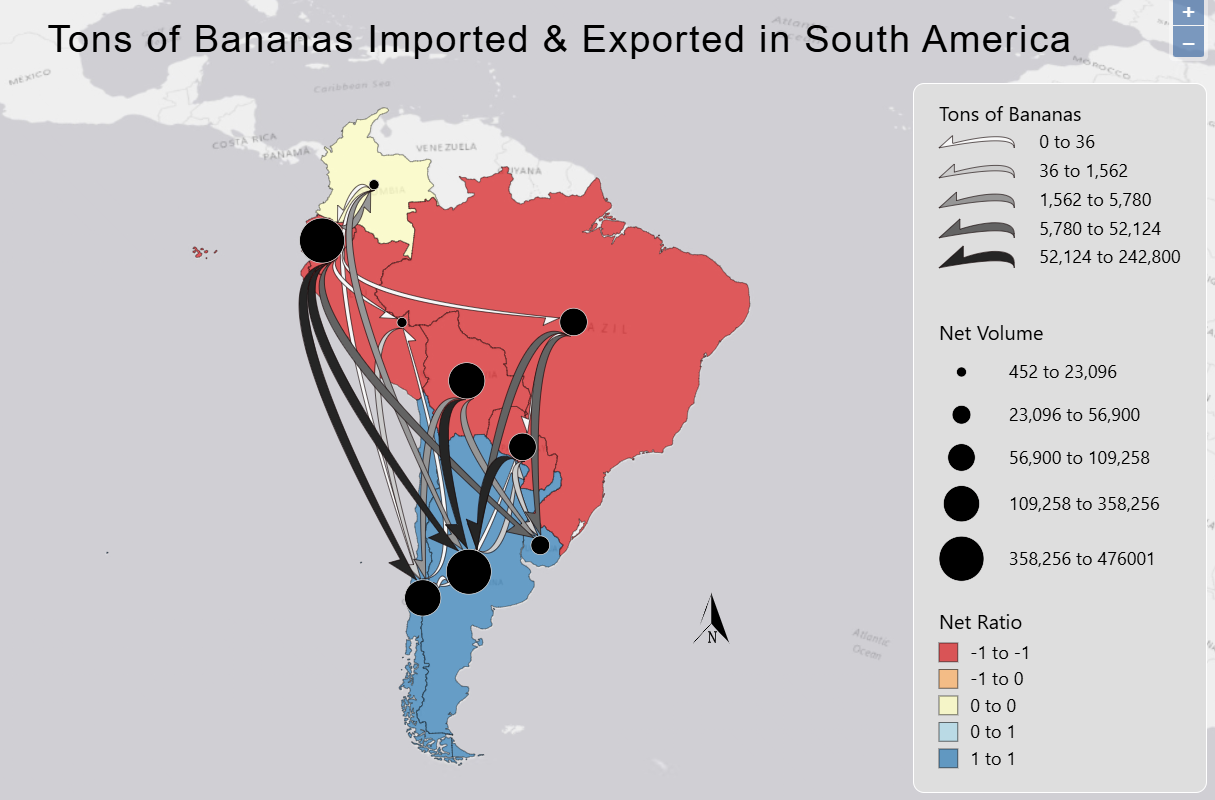 Tons of Bananas Imported & Exported in South America
+
−
Atlantic
MEXICO
Caribbean Sea
MOROCCO
COSTA RICA
PANAMA
VENEZUELA
GUYANA
Tons of Bananas
0 to 36
36 to 1,562
1,562 to 5,780
5,780 to 52,124
52,124 to 242,800
Net Volume
452 to 23,096
23,096 to 56,900
56,900 to 109,258
109,258 to 358,256
358,256 to 476001
N
Atlantic
Ocean
Net Ratio
-1 to -1
-1 to 0
0 to 0
0 to 1
1 to 1